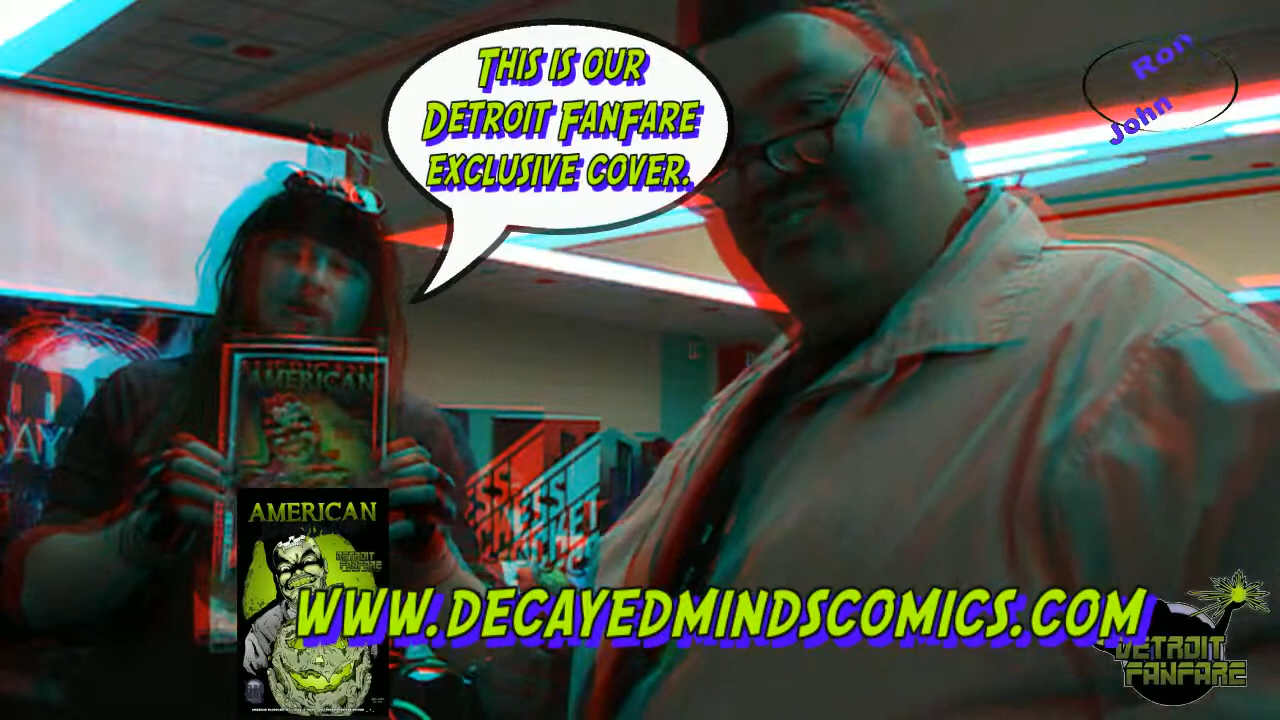 THIS IS OUR
DETROIT FANFARE
EXCLUSIVE COVER.
Ron
John
AMERICAN
AMERICAN
DETROIT
FANFARE
WWW.DECAYEDMINDSCOMICS.COM
DETROIT
FANFARE